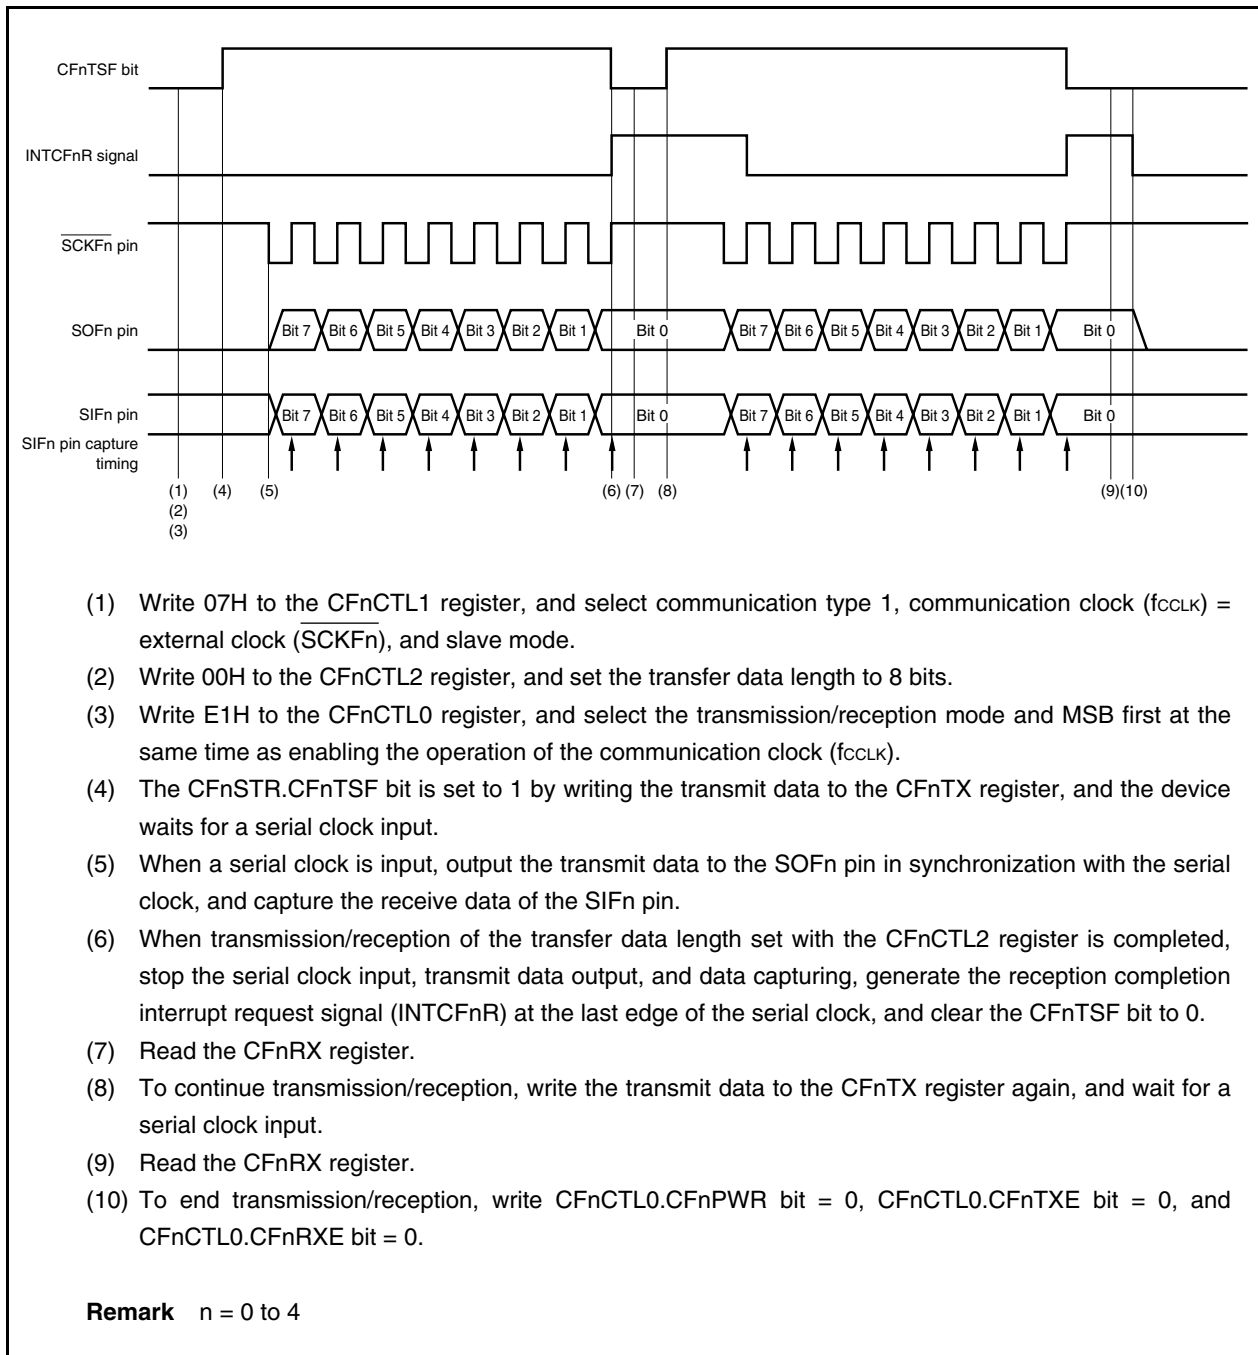 CFnTSF bit
INTCFnR signal
SCKFn pin
SOFn pin
Bit 7 Bit 6 Bit 5 Bit 4 Bit 3 Bit 2 Bit 1 Bit 0 Bit 7 Bit 6 Bit 5 Bit 4 Bit 3 Bit 2 Bit 1 Bit 0
SIFn pin
Bit 7 Bit 6 Bit 5 Bit 4 Bit 3 Bit 2 Bit 1 Bit 0 Bit 7 Bit 6 Bit 5 Bit 4 Bit 3 Bit 2 Bit 1 Bit 0
SIFn pin capture
timing
(1) (4) (5) (6) (7) (8) (9) (10)
(2)
(3)
(1) Write 07H to the CFnCTL1 register, and select communication type 1, communication clock (fCCLK) =
external clock (SCKFn), and slave mode.
(2) Write 00H to the CFnCTL2 register, and set the transfer data length to 8 bits.
(3) Write E1H to the CFnCTL0 register, and select the transmission/reception mode and MSB first at the
same time as enabling the operation of the communication clock (fCCLK).
(4) The CFnSTR.CFnTSF bit is set to 1 by writing the transmit data to the CFnTX register, and the device
waits for a serial clock input.
(5) When a serial clock is input, output the transmit data to the SOFn pin in synchronization with the serial
clock, and capture the receive data of the SIFn pin.
(6) When transmission/reception of the transfer data length set with the CFnCTL2 register is completed,
stop the serial clock input, transmit data output, and data capturing, generate the reception completion
interrupt request signal (INTCFnR) at the last edge of the serial clock, and clear the CFnTSF bit to 0.
(7) Read the CFnRX register.
(8) To continue transmission/reception, write the transmit data to the CFnTX register again, and wait for a
serial clock input.
(9) Read the CFnRX register.
(10) To end transmission/reception, write CFnCTL0.CFnPWR bit = 0, CFnCTL0.CFnTXE bit = 0, and
CFnCTL0.CFnRXE bit = 0.
Remark n = 0 to 4